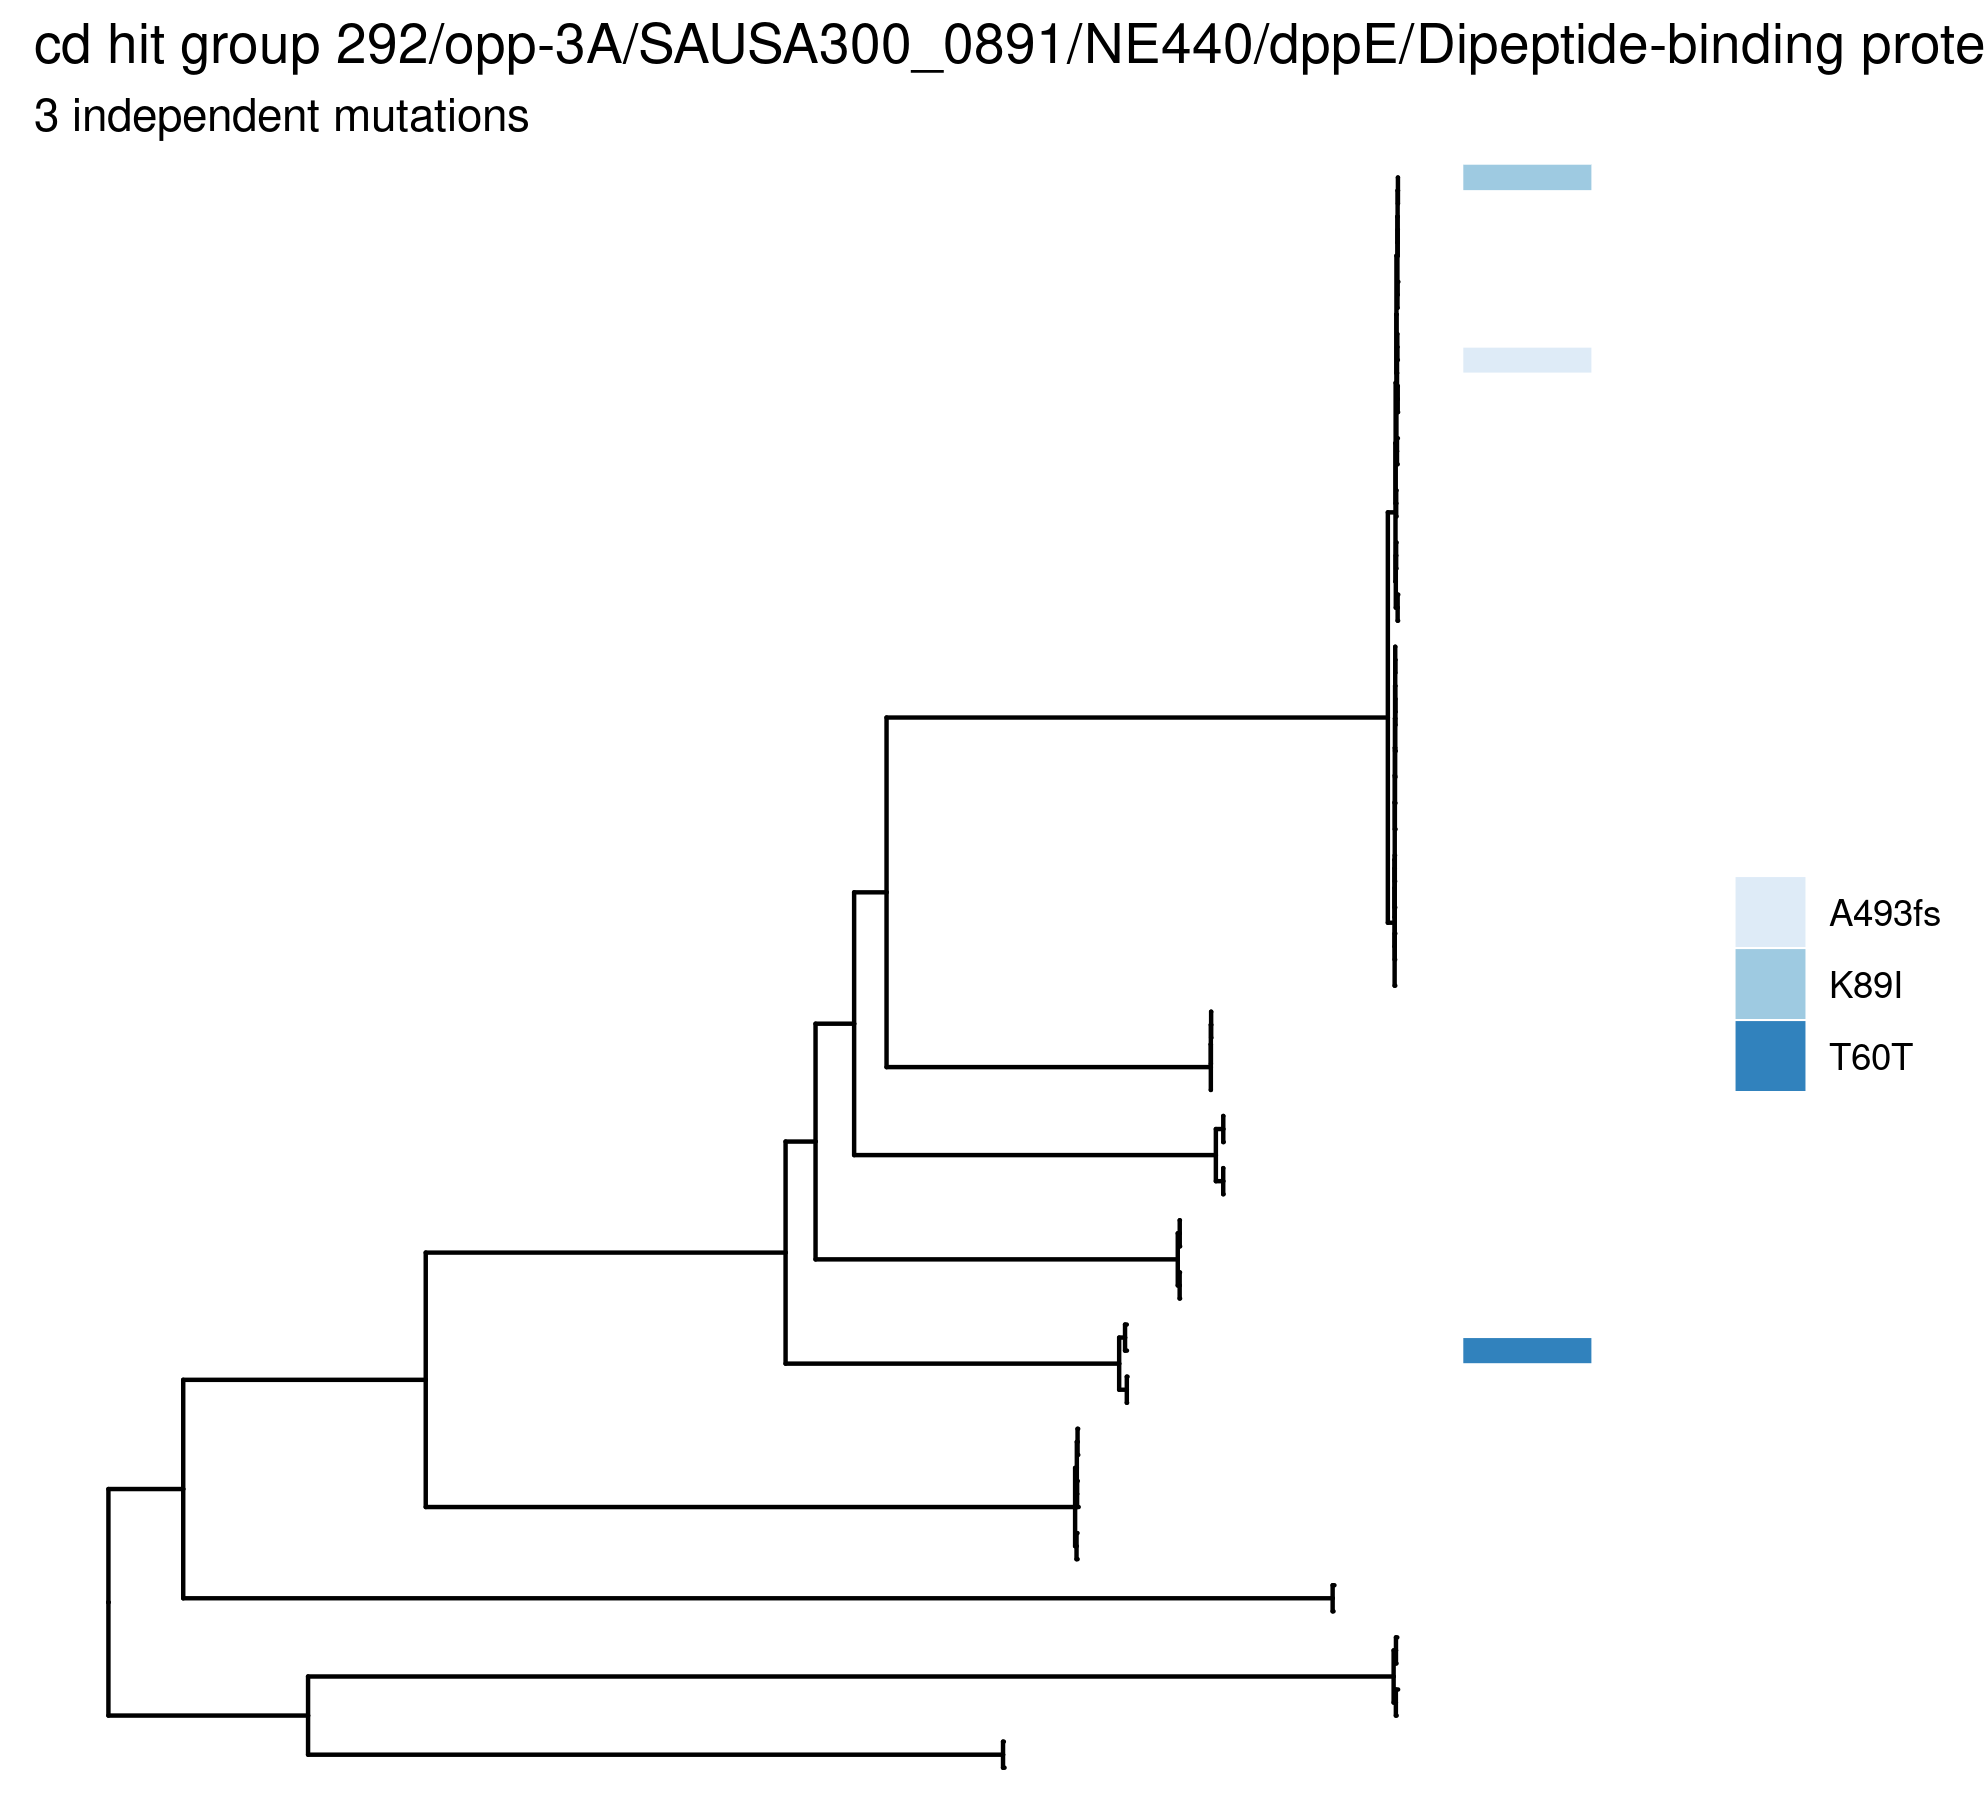 cd hit group 292/opp-3A/SAUSA300_0891/NE440/dppE/Dipeptide-binding prote
3 independent mutations
A493fs
K89I
T60T